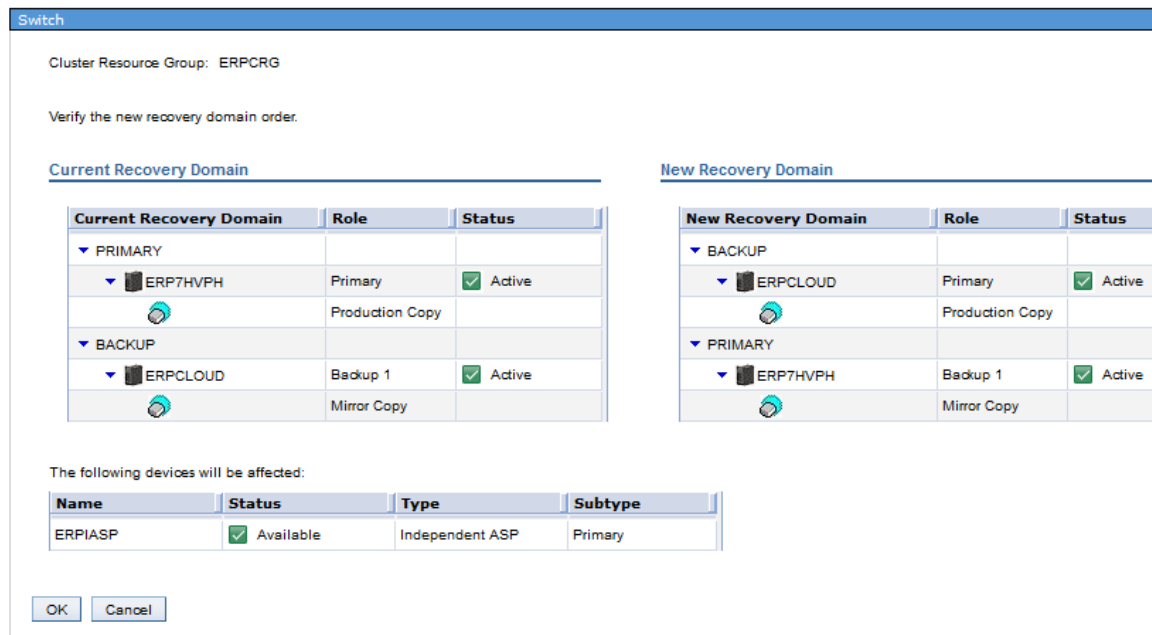 Switch
Cluster Resource Group: ERPCRG
Verify the new recovery domain order.
Current Recovery Domain
Current Recovery Domain Role Status
PRIMARY
ERP7HVPH Primary Active
Production Copy
BACKUP
ERPCLOUD Backup 1 Active
Mirror Copy
New Recovery Domain
New Recovery Domain Role Status
BACKUP
ERPCLOUD Primary Active
Production Copy
PRIMARY
ERP7HVPH Backup 1 Active
Mirror Copy
The following devices will be affected:
Name Status Type Subtype
ERPIASP Available Independent ASP Primary
OK Cancel